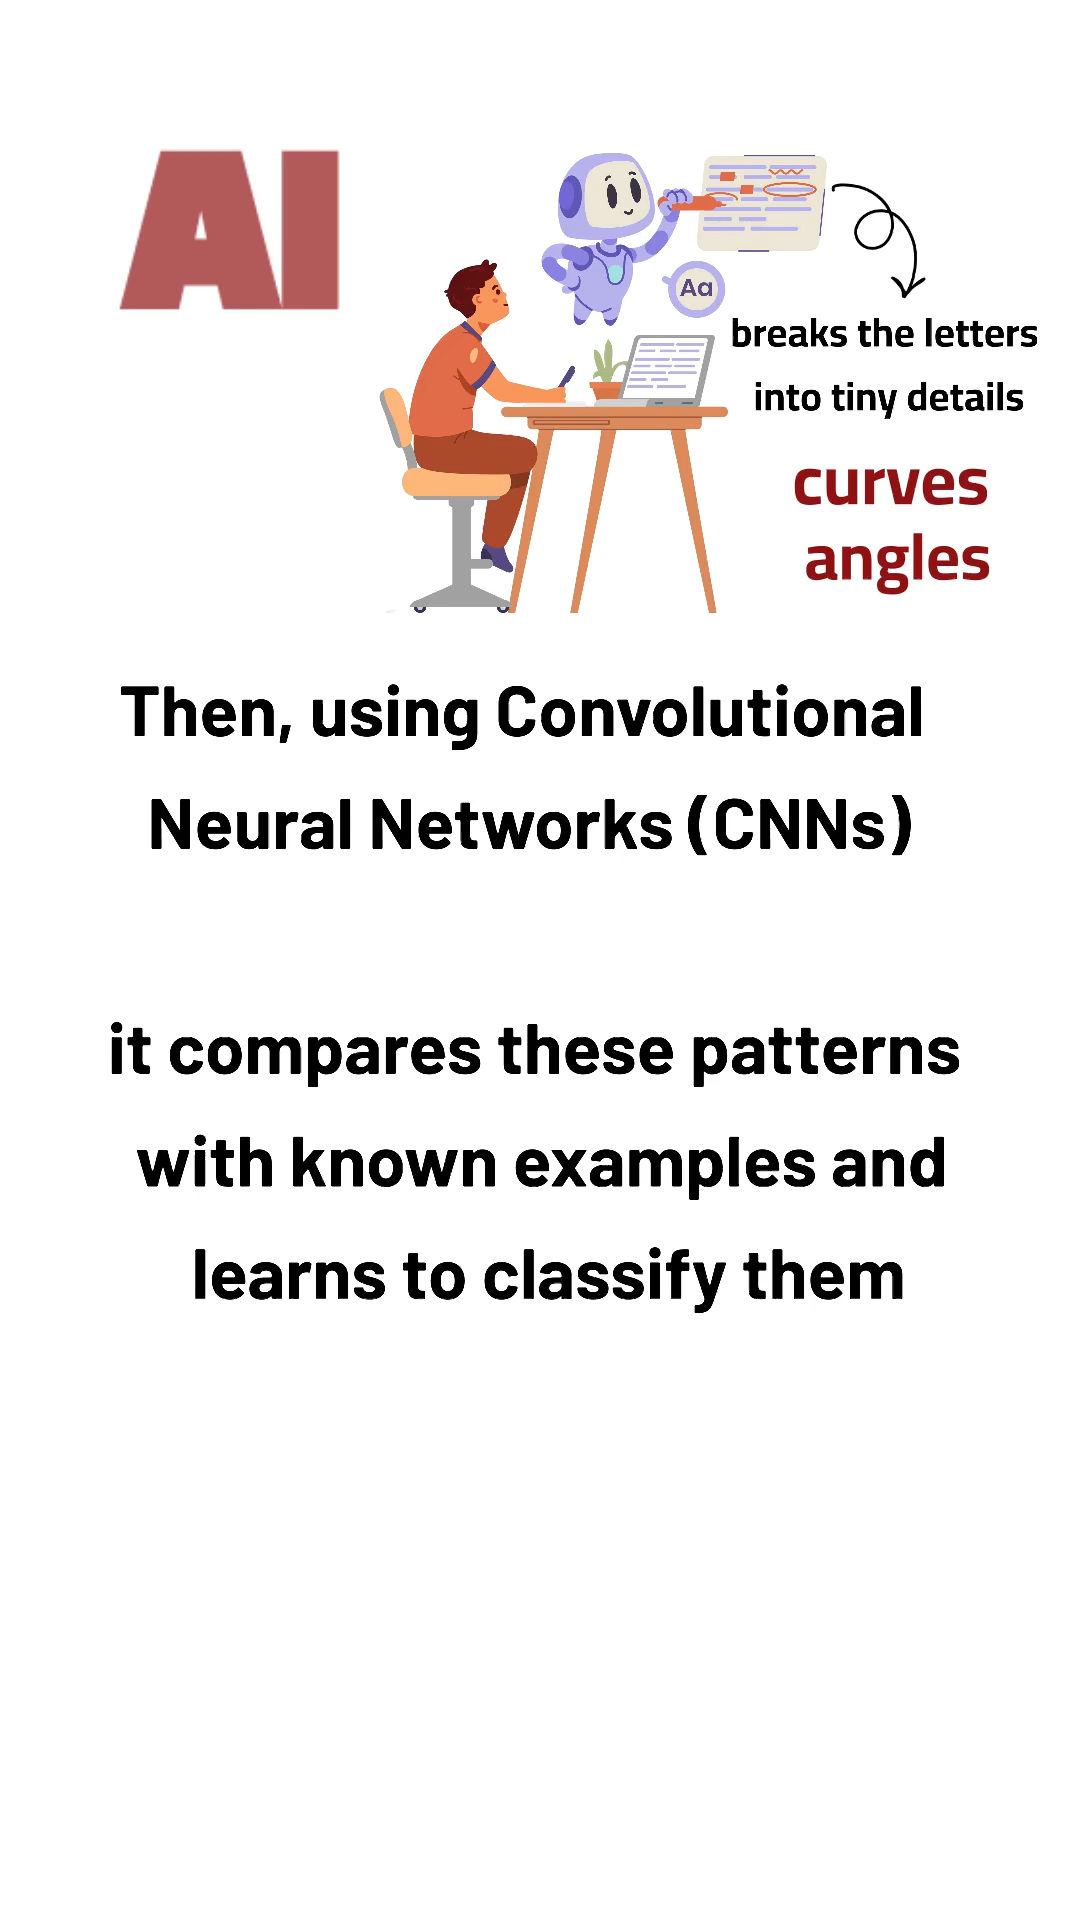 AI
Aa
breaks the letters
into tiny details
curves
angles
Then, using Convolutional
Neural Networks (CNNs)
it compares these patterns
with known examples and
learns to classify them